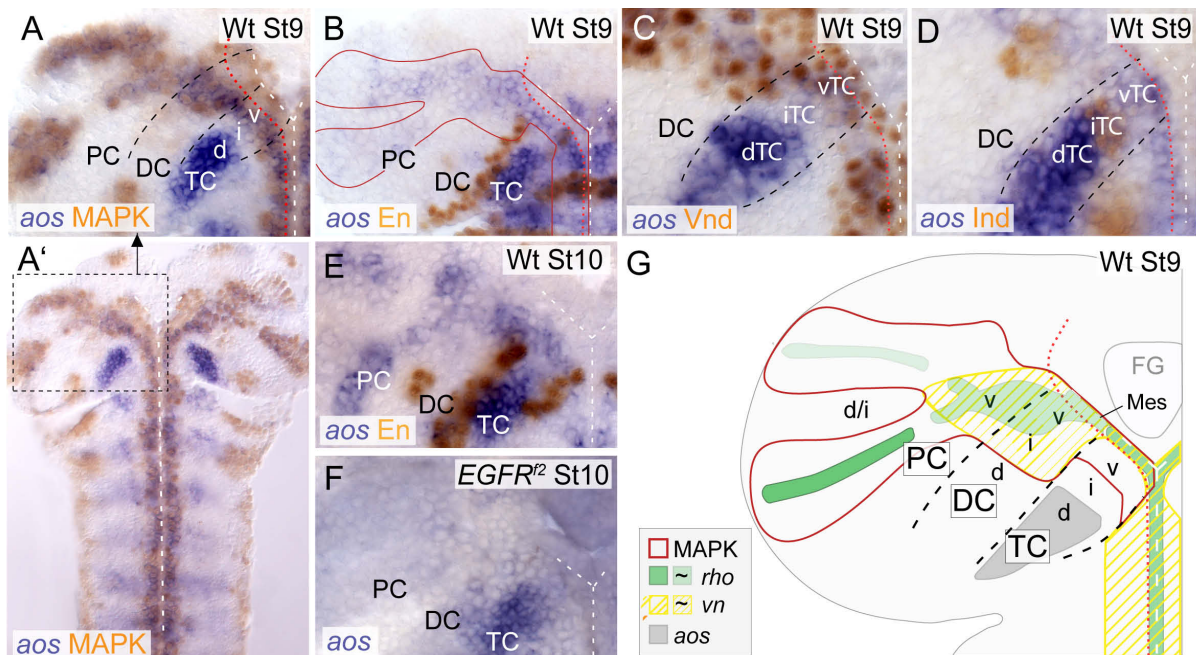 A
Wt St9
PC
DC
v
i
d
TC
aos MAPK
B
Wt St9
PC
DC
TC
aos En
C
Wt St9
vTC
iTC
DC
dTC
aos Vnd
D
Wt St9
vTC
DC
iTC
dTC
aos Ind
A'
aos MAPK
E
Wt St10
PC
DC
TC
aos En
F
EGFRf2 St10
PC
DC
TC
aos
G
Wt St9
FG
Mes
d/i
v
v
i
PC
d
DC
v
i
d
TC
MAPK
~ rho
~ vn
aos